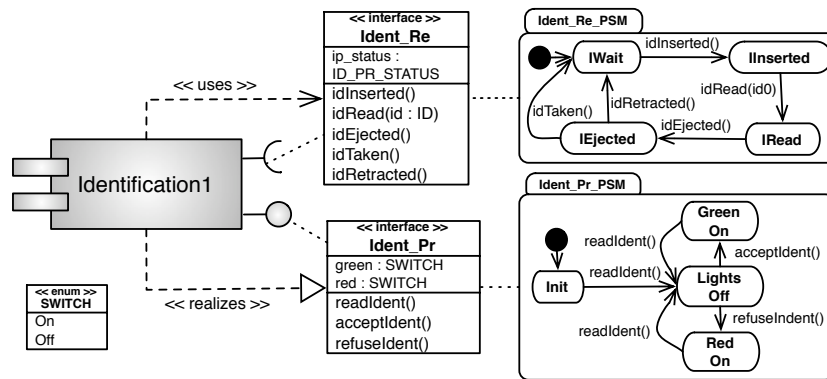 << interface >>
Ident_Re
ip_status :
ID_PR_STATUS
idInserted()
idRead(id : ID)
idEjected()
idTaken()
idRetracted()
<< uses >>
Identification1
<< realizes >>
<< enum >>
SWITCH
On
Off
<< interface >>
Ident_Pr
green : SWITCH
red : SWITCH
readIdent()
acceptIdent()
refuseIdent()
Ident_Re_PSM
IWait
idInserted()
IInserted
idRead(id0)
idTaken()
idRetracted()
idEjected()
IEjected
IRead
Ident_Pr_PSM
Green
On
readIdent()
acceptIdent()
Init
readIdent()
Lights
Off
readIdent()
refuseIndent()
Red
On